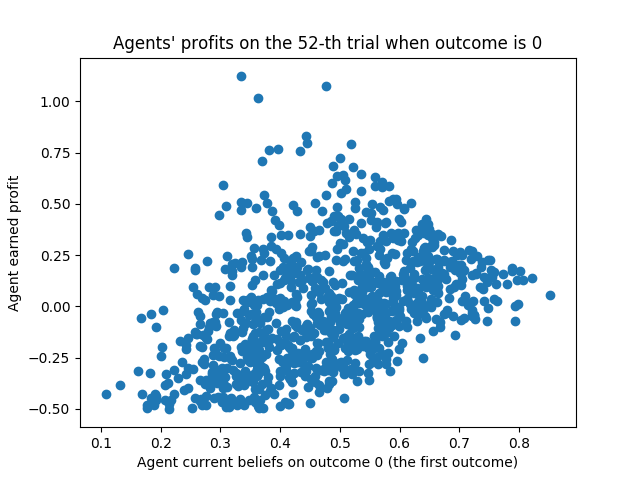 Agents' profits on the 52-th trial when outcome is 0
Agent earned profit
1.00
0.75
0.50
0.25
0.00
−0.25
−0.50
0.1 0.2 0.3 0.4 0.5 0.6 0.7 0.8
Agent current beliefs on outcome 0 (the first outcome)